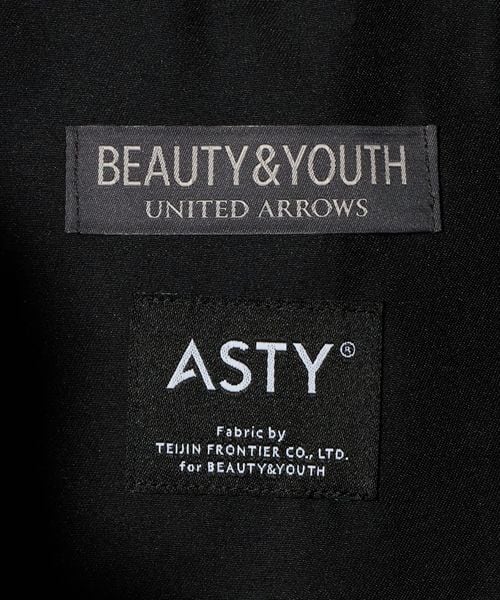 BEAUTY&YOUTH
UNITED ARROWS
ASTY®
Fabric by
TEIJIN FRONTIER CO., LTD.
for BEAUTY&YOUTH